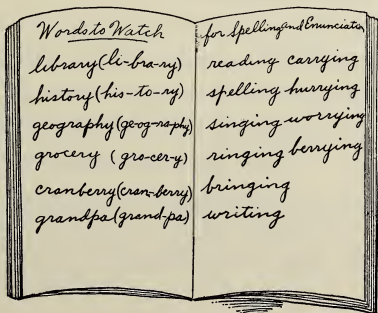 Words to Watch
library (li-bra-ry)
history (his-to-ry)
geography (ge-og-ra-phy)
grocery (gro-cer-y)
cranberry (cran-berry)
grandpa (grand-pa)
for Spelling and Enunciation
reading carrying
spelling hurrying
singing worrying
ringing berrying
bringing
writing